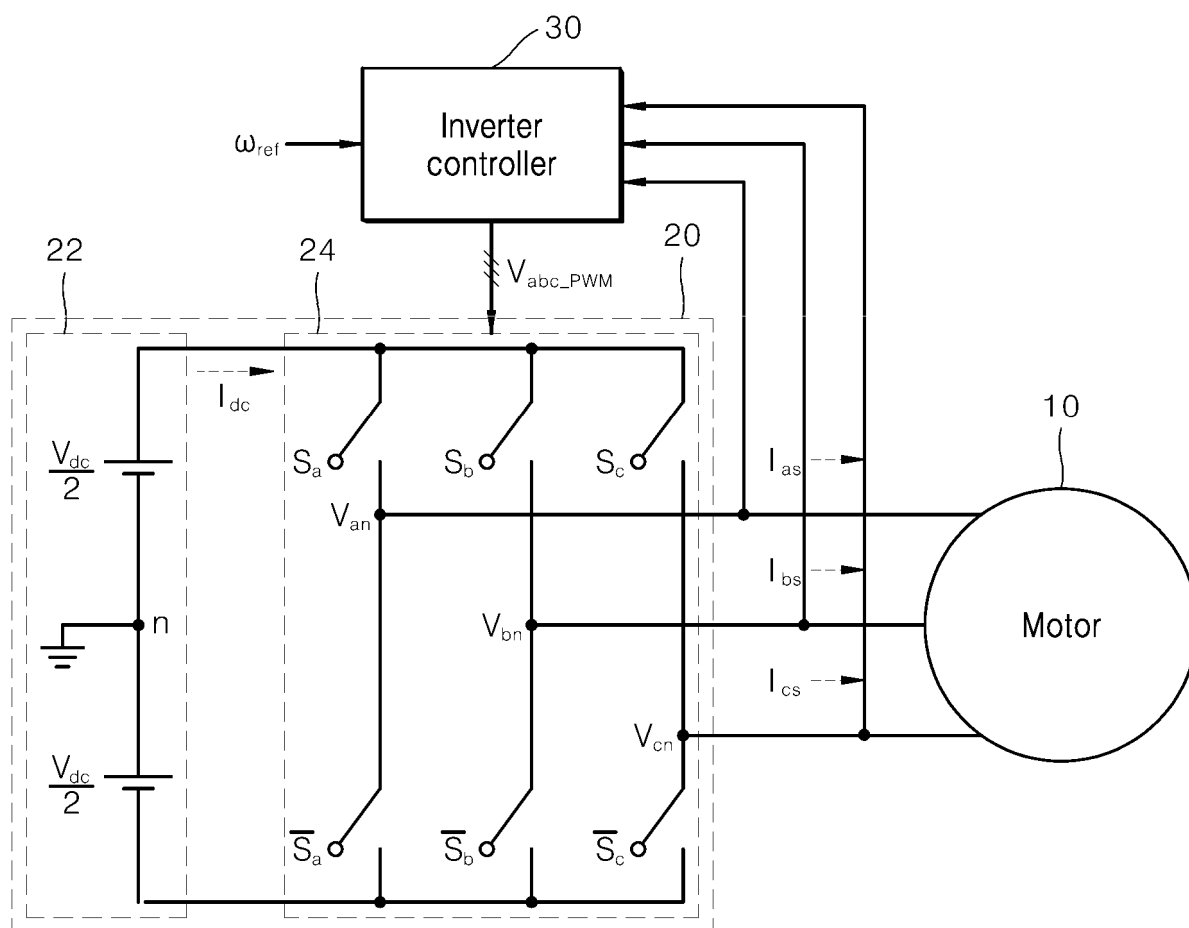 30
Inverter
controller
ω_ref
22
24
20
V_abc_PWM
I_dc
10
V_dc
2
S_a
S_b
S_c
I_as
V_an
I_bs
n
V_bn
Motor
I_cs
V_cn
V_dc
2
S̅_a
S̅_b
S̅_c